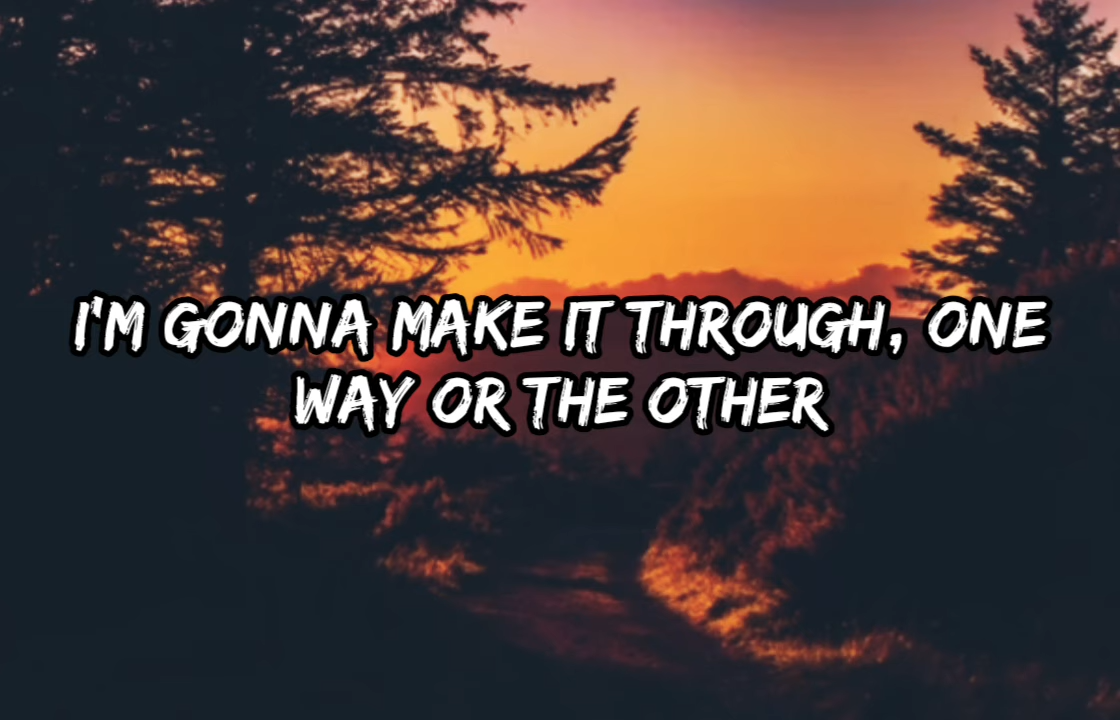 I'M GONNA MAKE IT THROUGH, ONE
WAY OR THE OTHER